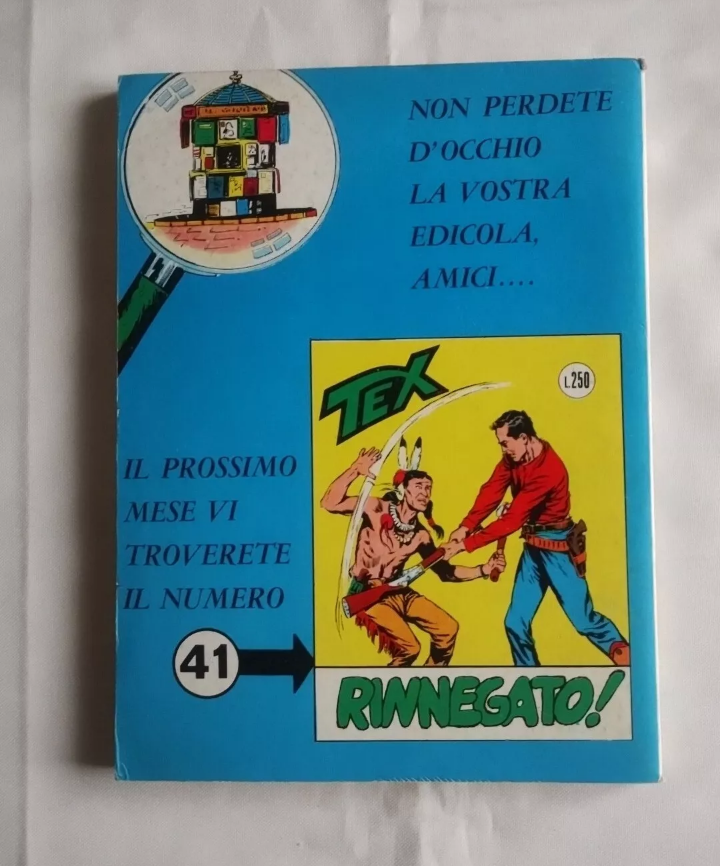 NON PERDETE
D'OCCHIO
LA VOSTRA
EDICOLA,
AMICI....
TEX
L.250
IL PROSSIMO
MESE VI
TROVERETE
IL NUMERO
41
RINNEGATO!